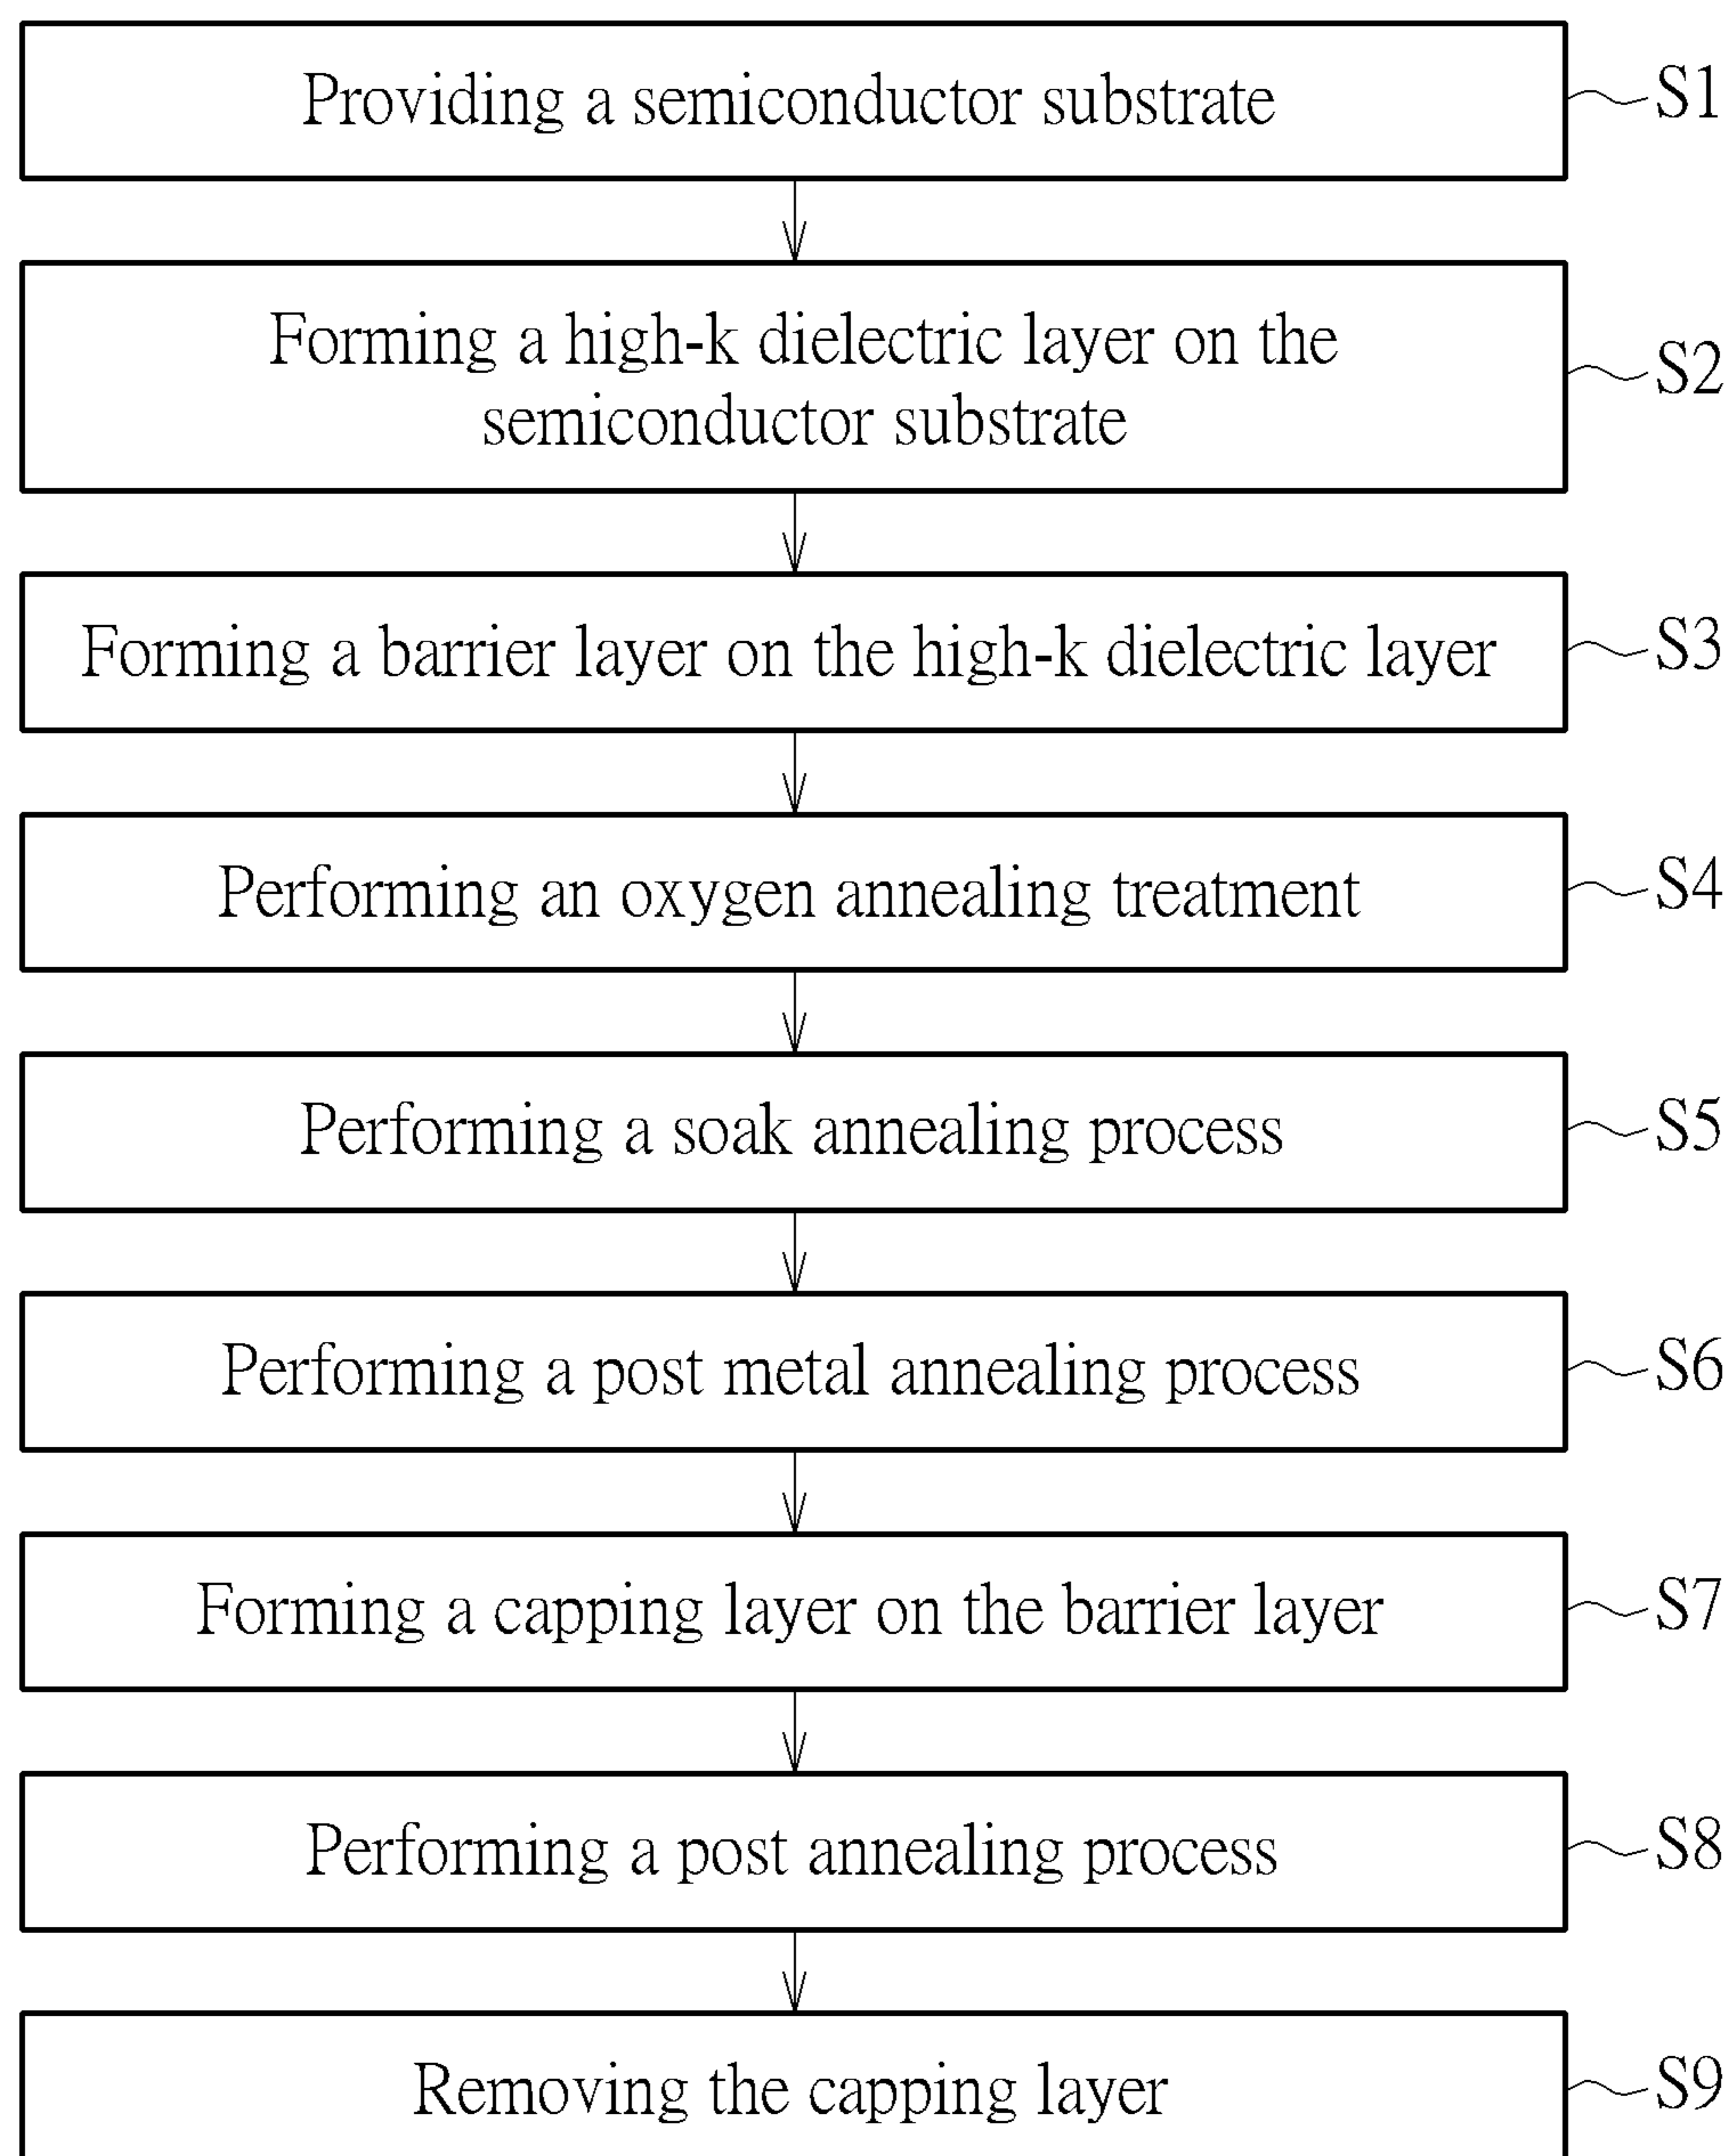 Providing a semiconductor substrate
S1
Forming a high-k dielectric layer on the
semiconductor substrate
S2
Forming a barrier layer on the high-k dielectric layer
S3
Performing an oxygen annealing treatment
S4
Performing a soak annealing process
S5
Performing a post metal annealing process
S6
Forming a capping layer on the barrier layer
S7
Performing a post annealing process
S8
Removing the capping layer
S9